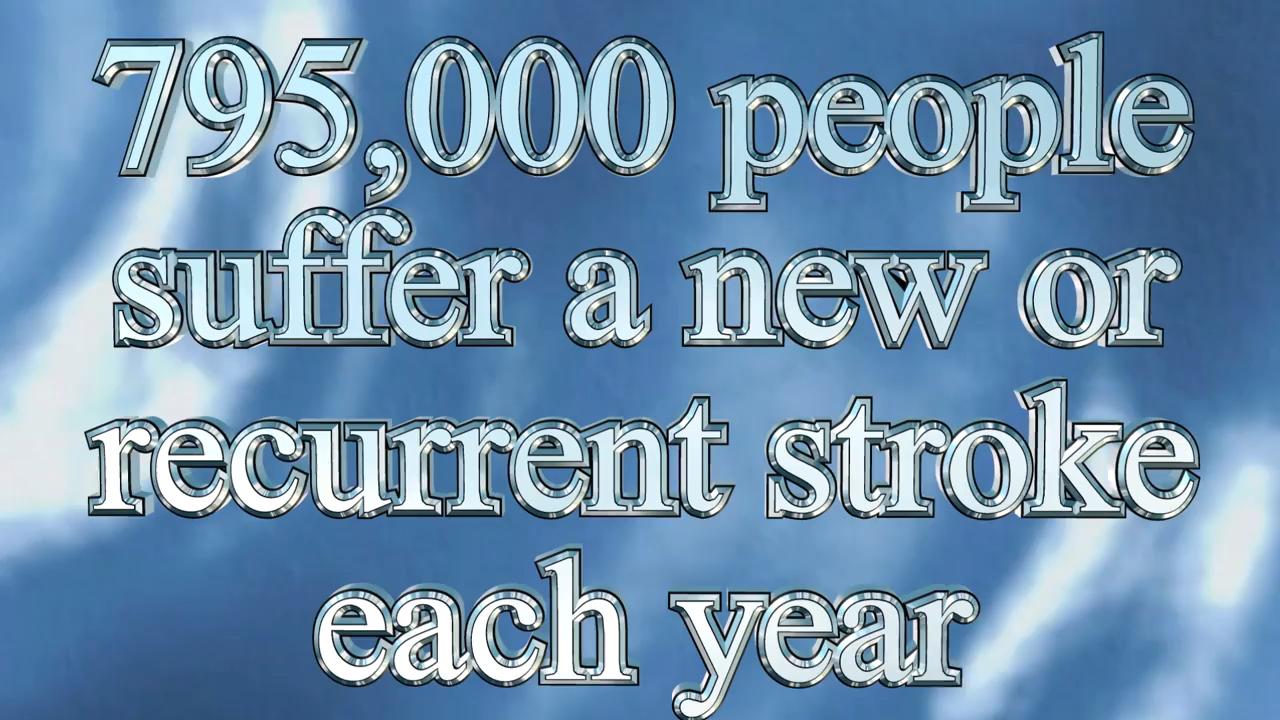 795,000 people
suffer a new or
recurrent stroke
each year